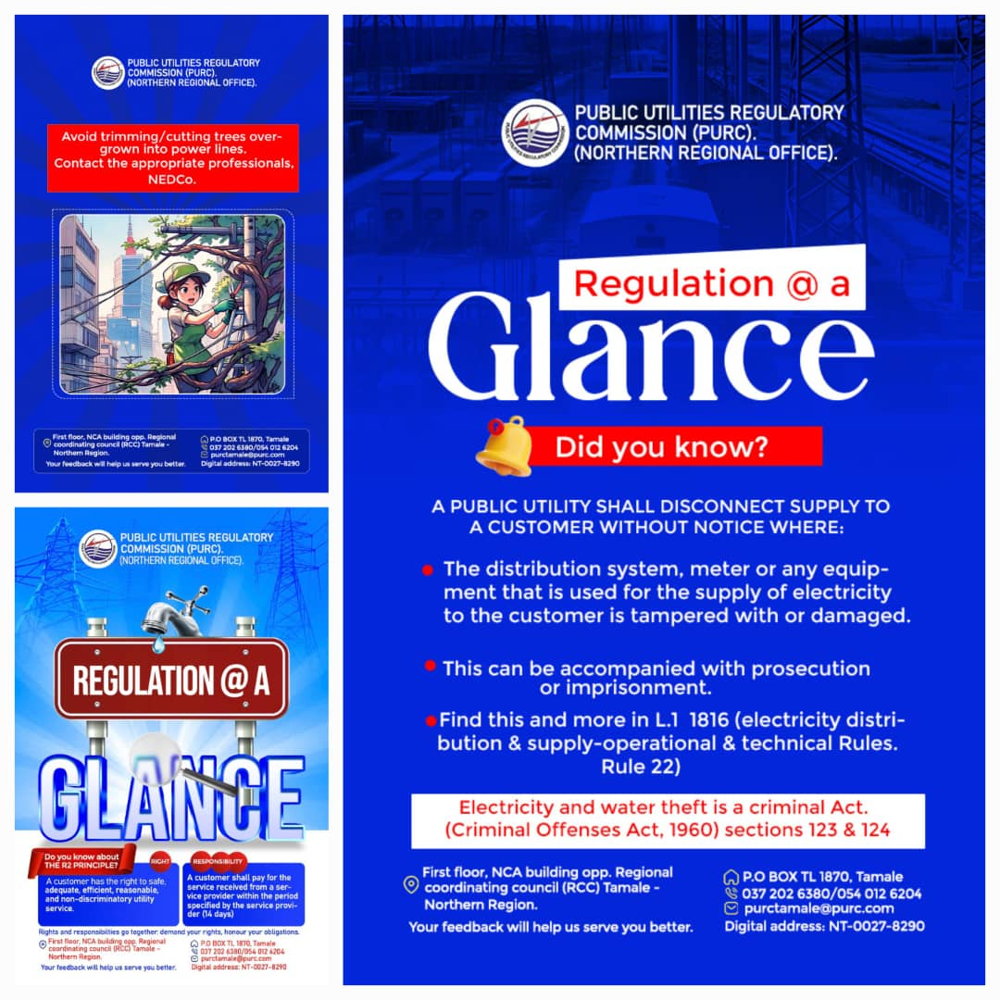 PUBLIC UTILITIES REGULATORY
COMMISSION (PURC).
(NORTHERN REGIONAL OFFICE).
Avoid trimming/cutting trees over-
grown into power lines.
Contact the appropriate professionals,
NEDCo.
First floor, NCA building opp. Regional
coordinating council (RCC) Tamale -
Northern Region.
Your feedback will help us serve you better.
P.O BOX TL 1870, Tamale
037 202 6380/054 012 6204
purctamale@purc.com
Digital address: NT-0027-8290
PUBLIC UTILITIES REGULATORY
COMMISSION (PURC).
(NORTHERN REGIONAL OFFICE).
REGULATION @ A
GLANCE
Do you know about
THE R2 PRINCIPLE?
RIGHT
A customer has the right to safe,
adequate, efficient, reasonable,
and non-discriminatory utility
service.
RESPONSIBILITY
A customer shall pay for the
service received from a ser-
vice provider within the period
specified by the service provi-
der (14 days)
Rights and responsibilties go together: demand your rights, honour your obligations.
First floor, NCA building opp. Regional
coordinating council (RCC) Tamale -
Northern Region.
Your feedback will help us serve you better.
P.O BOX TL 1870, Tamale
037 202 6380/054 012 6204
purctamale@purc.com
Digital address: NT-0027-8290
PUBLIC UTILITIES REGULATORY COMMISSION
PUBLIC UTILITIES REGULATORY
COMMISSION (PURC).
(NORTHERN REGIONAL OFFICE).
Regulation @ a
Glance
Did you know?
A PUBLIC UTILITY SHALL DISCONNECT SUPPLY TO
A CUSTOMER WITHOUT NOTICE WHERE:
The distribution system, meter or any equip-
ment that is used for the supply of electricity
to the customer is tampered with or damaged.
This can be accompanied with prosecution
or imprisonment.
Find this and more in L.1 1816 (electricity distri-
bution & supply-operational & technical Rules.
Rule 22)
Electricity and water theft is a criminal Act.
(Criminal Offenses Act, 1960) sections 123 & 124
First floor, NCA building opp. Regional
coordinating council (RCC) Tamale -
Northern Region.
Your feedback will help us serve you better.
P.O BOX TL 1870, Tamale
037 202 6380/054 012 6204
purctamale@purc.com
Digital address: NT-0027-8290